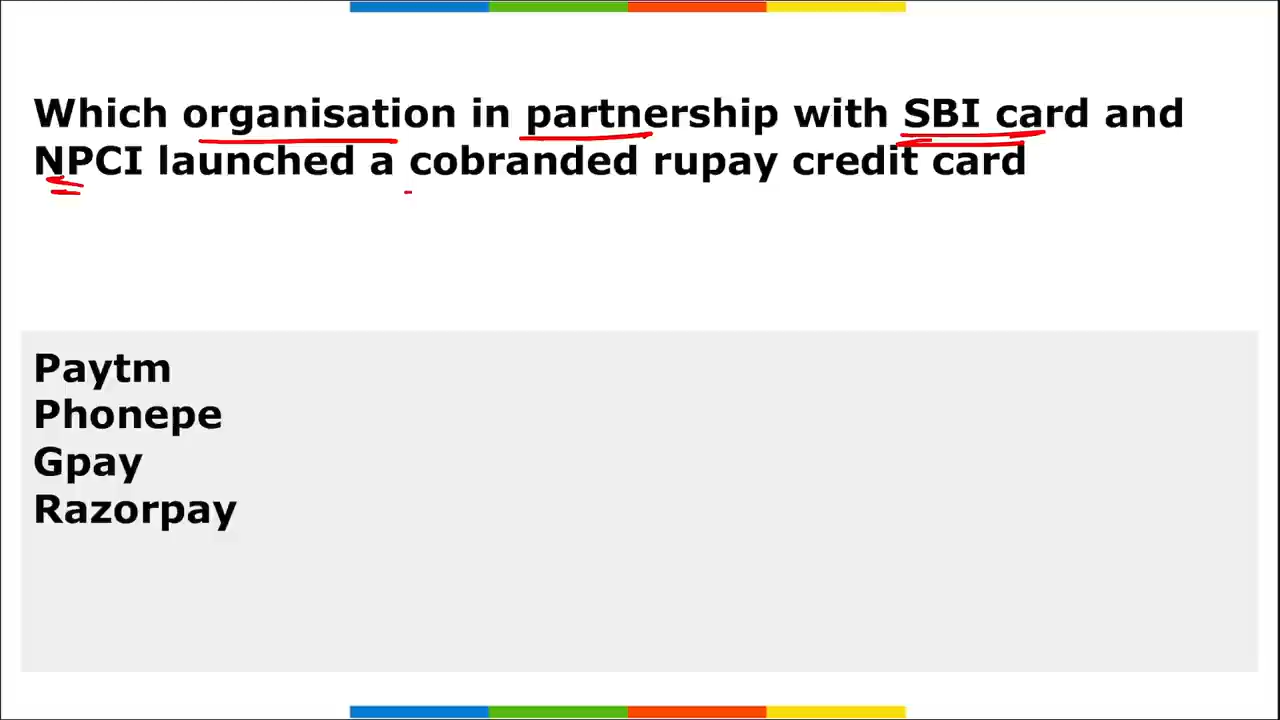 Which organisation in partnership with SBI card and
NPCI launched a cobranded rupay credit card
Paytm
Phonepe
Gpay
Razorpay